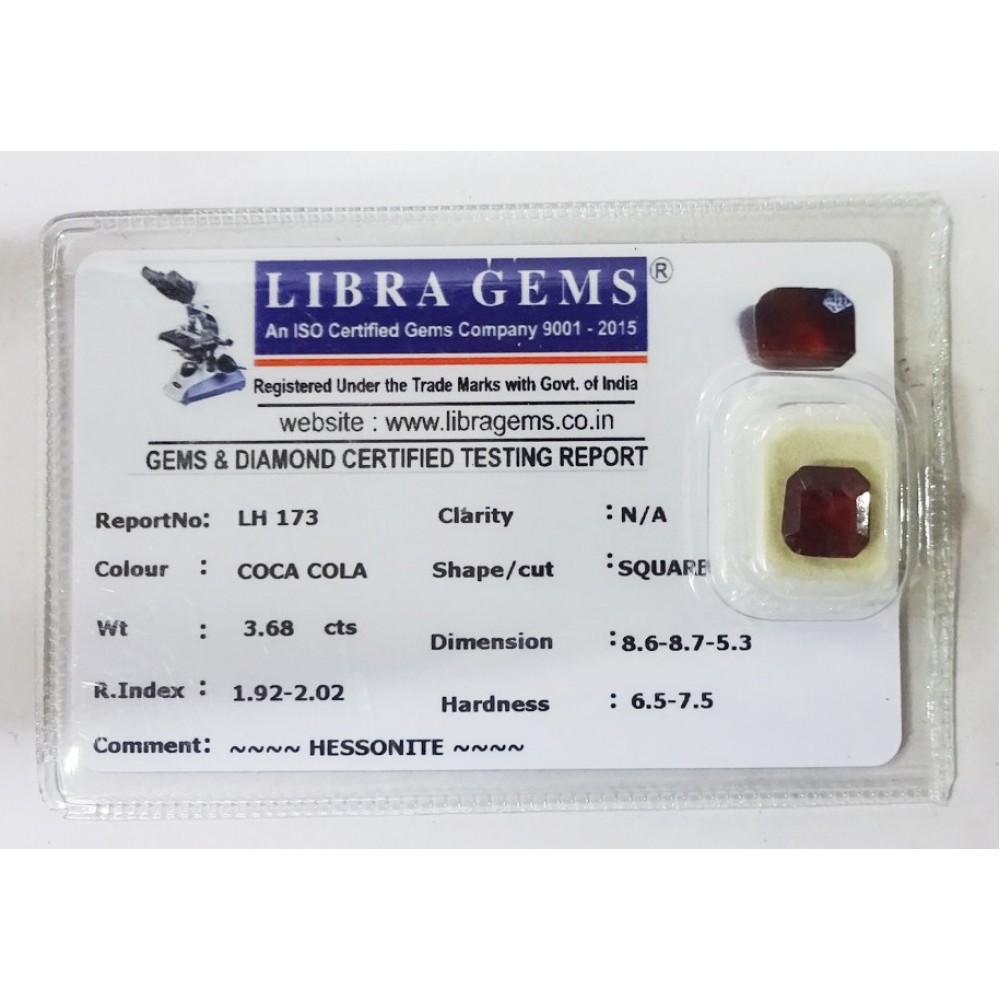 LIBRA GEMS ®
An ISO Certified Gems Company 9001 - 2015
Registered Under the Trade Marks with Govt. of India
website : www.libragems.co.in
GEMS & DIAMOND CERTIFIED TESTING REPORT
ReportNo: LH 173 Clarity : N/A
Colour : COCA COLA Shape/cut : SQUARE
Wt : 3.68 cts Dimension : 8.6-8.7-5.3
R.Index : 1.92-2.02 Hardness : 6.5-7.5
Comment: ~~~~ HESSONITE ~~~~